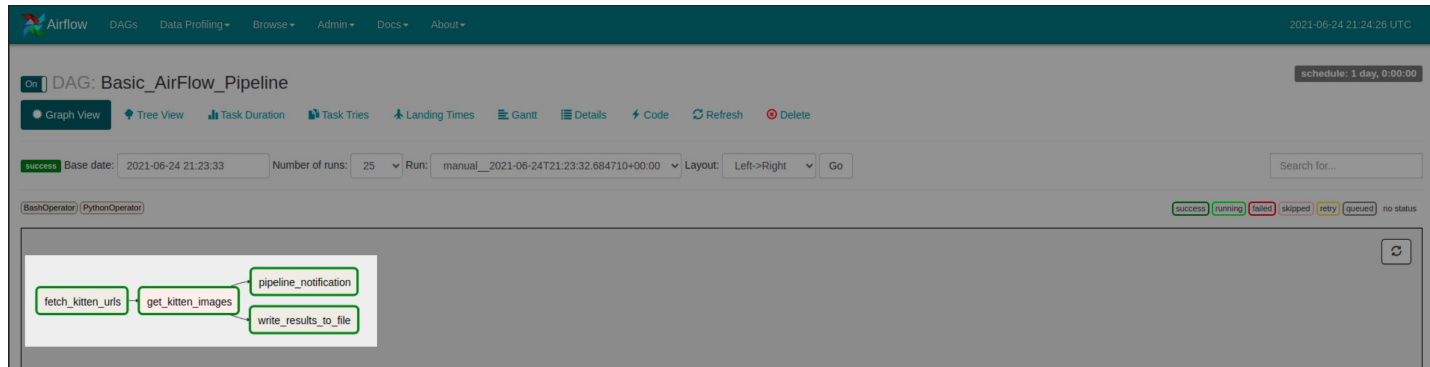 Airflow DAGs Data Profiling Browse Admin Docs About 2021-06-24 21:24:26 UTC
On DAG: Basic_AirFlow_Pipeline schedule: 1 day, 0:00:00
Graph View Tree View Task Duration Task Tries Landing Times Gantt Details Code Refresh Delete
success Base date: 2021-06-24 21:23:33 Number of runs: 25 Run: manual__2021-06-24T21:23:32.684710+00:00 Layout: Left->Right Go Search for...
BashOperator PythonOperator success running failed skipped retry queued no status
fetch_kitten_urls get_kitten_images pipeline_notification
write_results_to_file